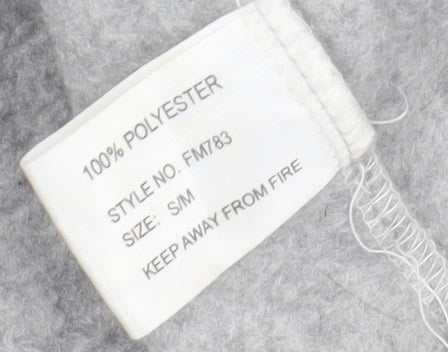 100% POLYESTER
STYLE NO. FM783
SIZE: S/M
KEEP AWAY FROM FIRE